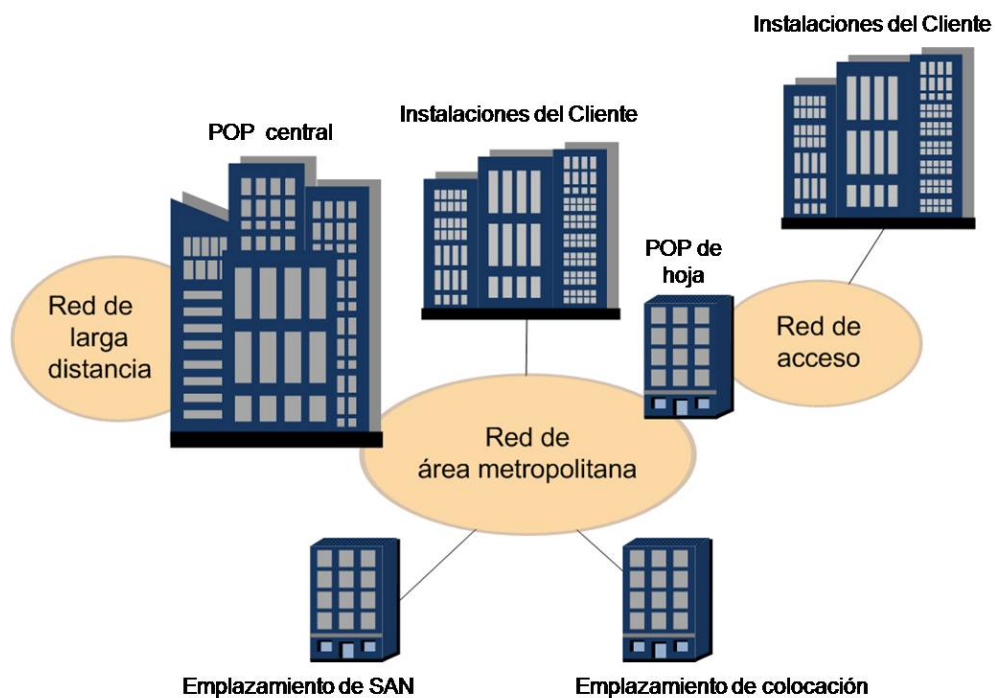 Instalaciones del Cliente
Instalaciones del Cliente
POP central
POP de
hoja
Red de
larga
distancia
Red de
acceso
Red de
área metropolitana
Emplazamiento de SAN
Emplazamiento de colocación